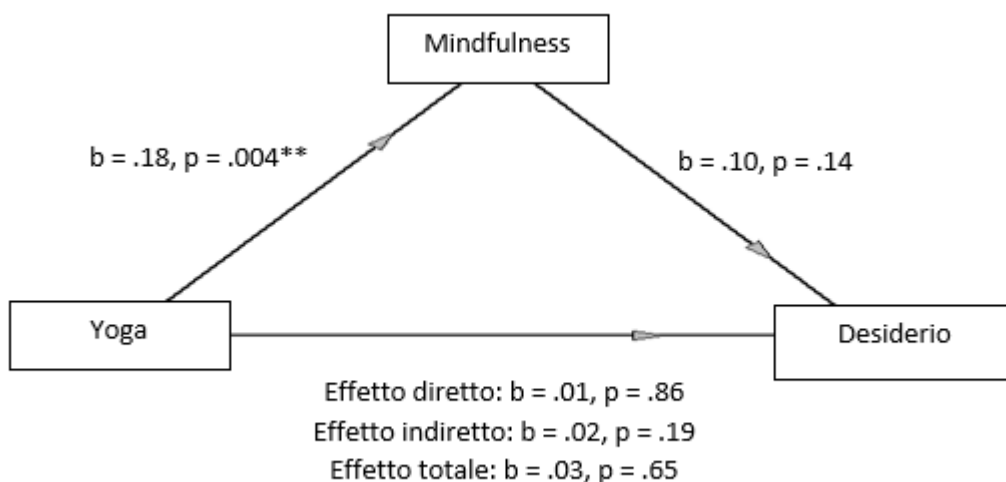 Mindfulness
b = .18, p = .004**
b = .10, p = .14
Yoga
Desiderio
Effetto diretto: b = .01, p = .86
Effetto indiretto: b = .02, p = .19
Effetto totale: b = .03, p = .65